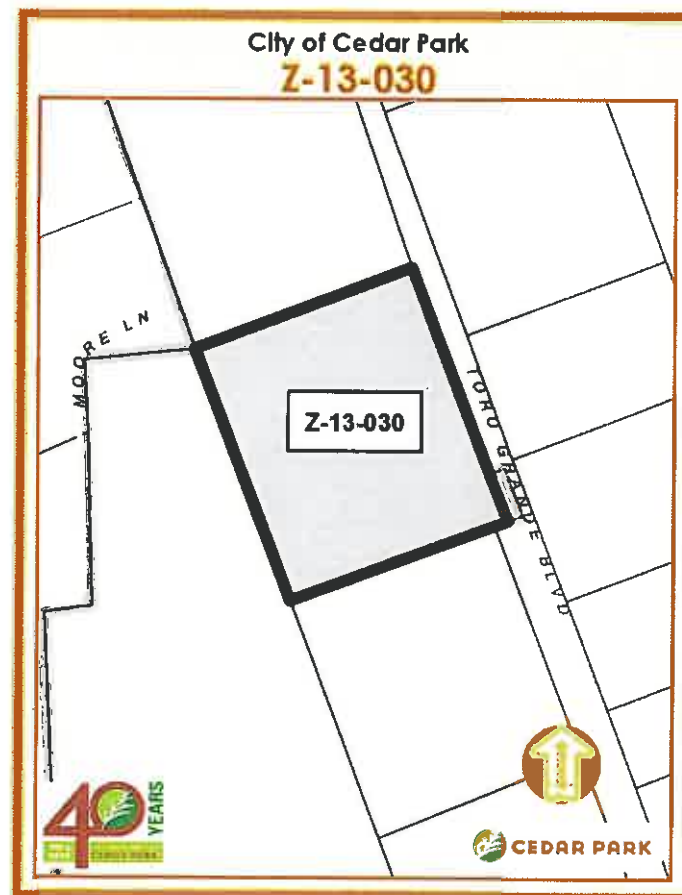 City of Cedar Park
Z-13-030
MOORE LN
Z-13-030
TORO GRANDE BLVD
40
YEARS
CEDAR PARK